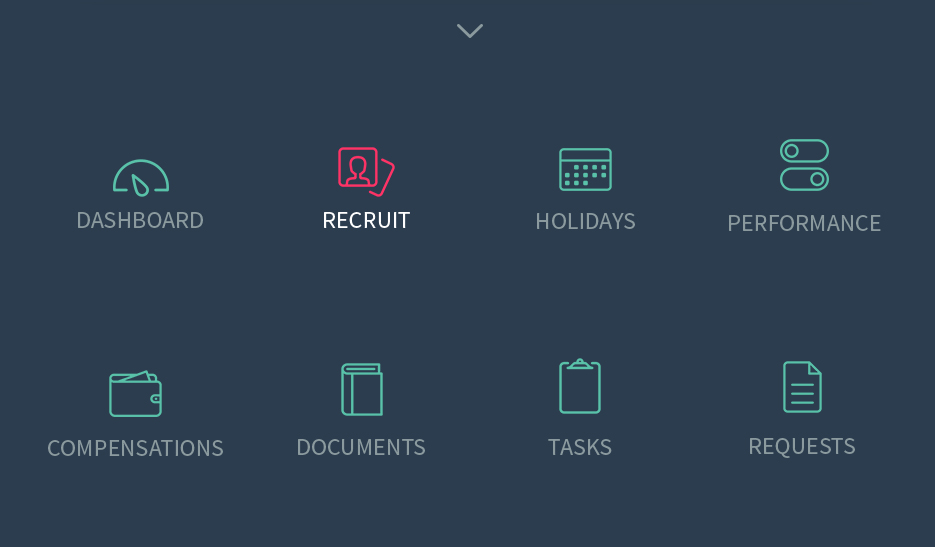 DASHBOARD
RECRUIT
HOLIDAYS
PERFORMANCE
COMPENSATIONS
DOCUMENTS
TASKS
REQUESTS